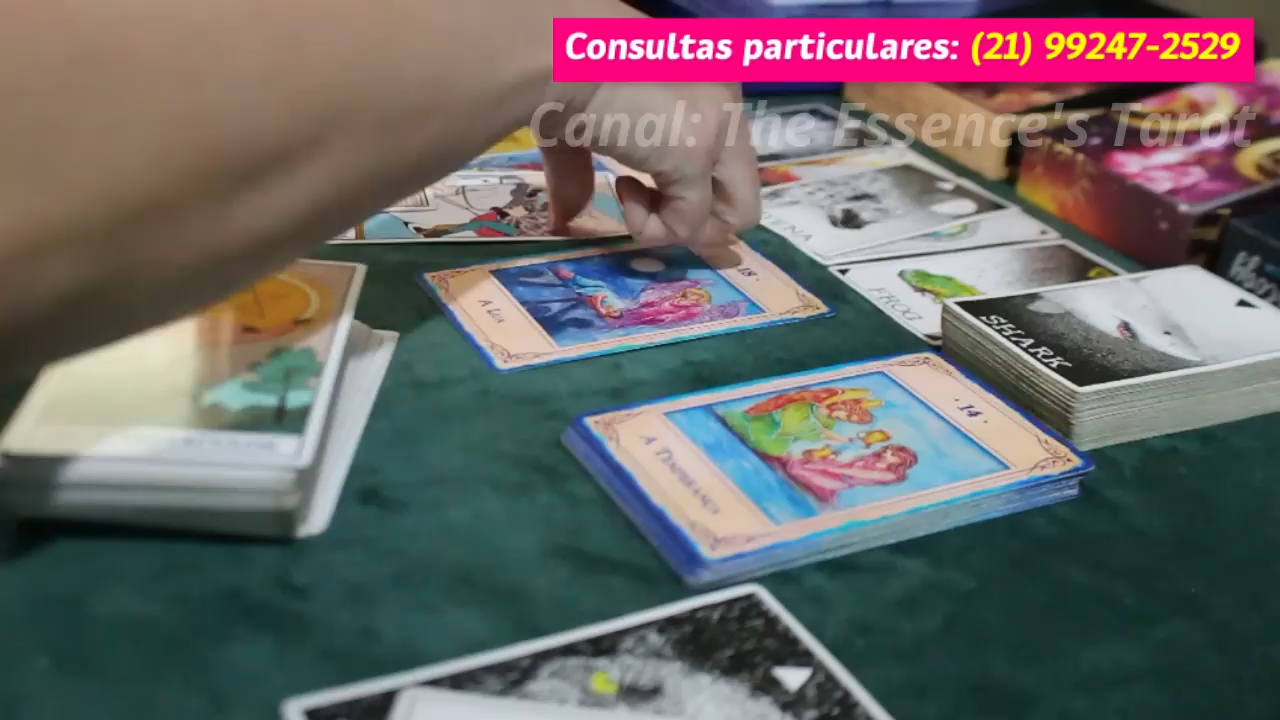 Consultas particulares: (21) 99247-2529
Canal: The Essence's Tarot
· 18 ·
A Lua
FROG
SHARK
· 14 ·
A Temperança